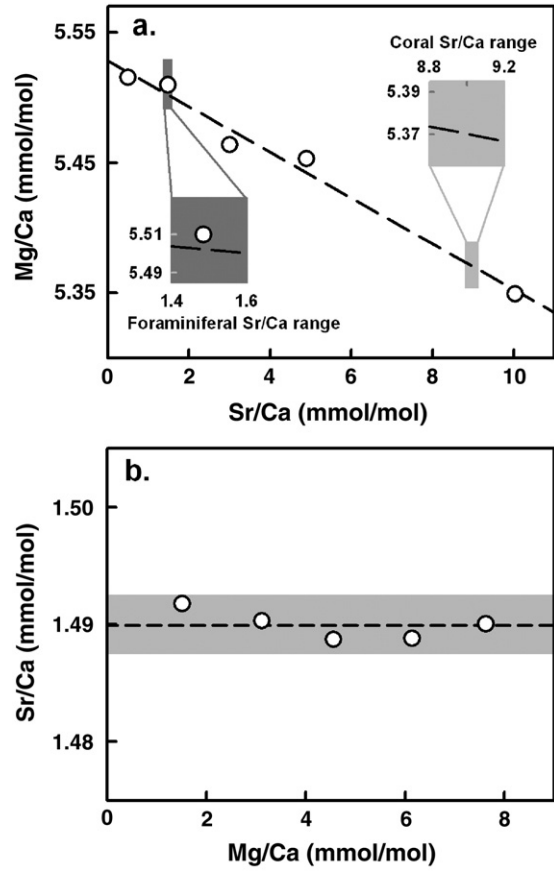 a.
5.55
5.45
5.35
Mg/Ca (mmol/mol)
Coral Sr/Ca range
8.8 9.2
5.39
5.37
5.51
5.49
1.4 1.6
Foraminiferal Sr/Ca range
0 2 4 6 8 10
Sr/Ca (mmol/mol)
b.
1.50
1.49
1.48
Sr/Ca (mmol/mol)
0 2 4 6 8
Mg/Ca (mmol/mol)